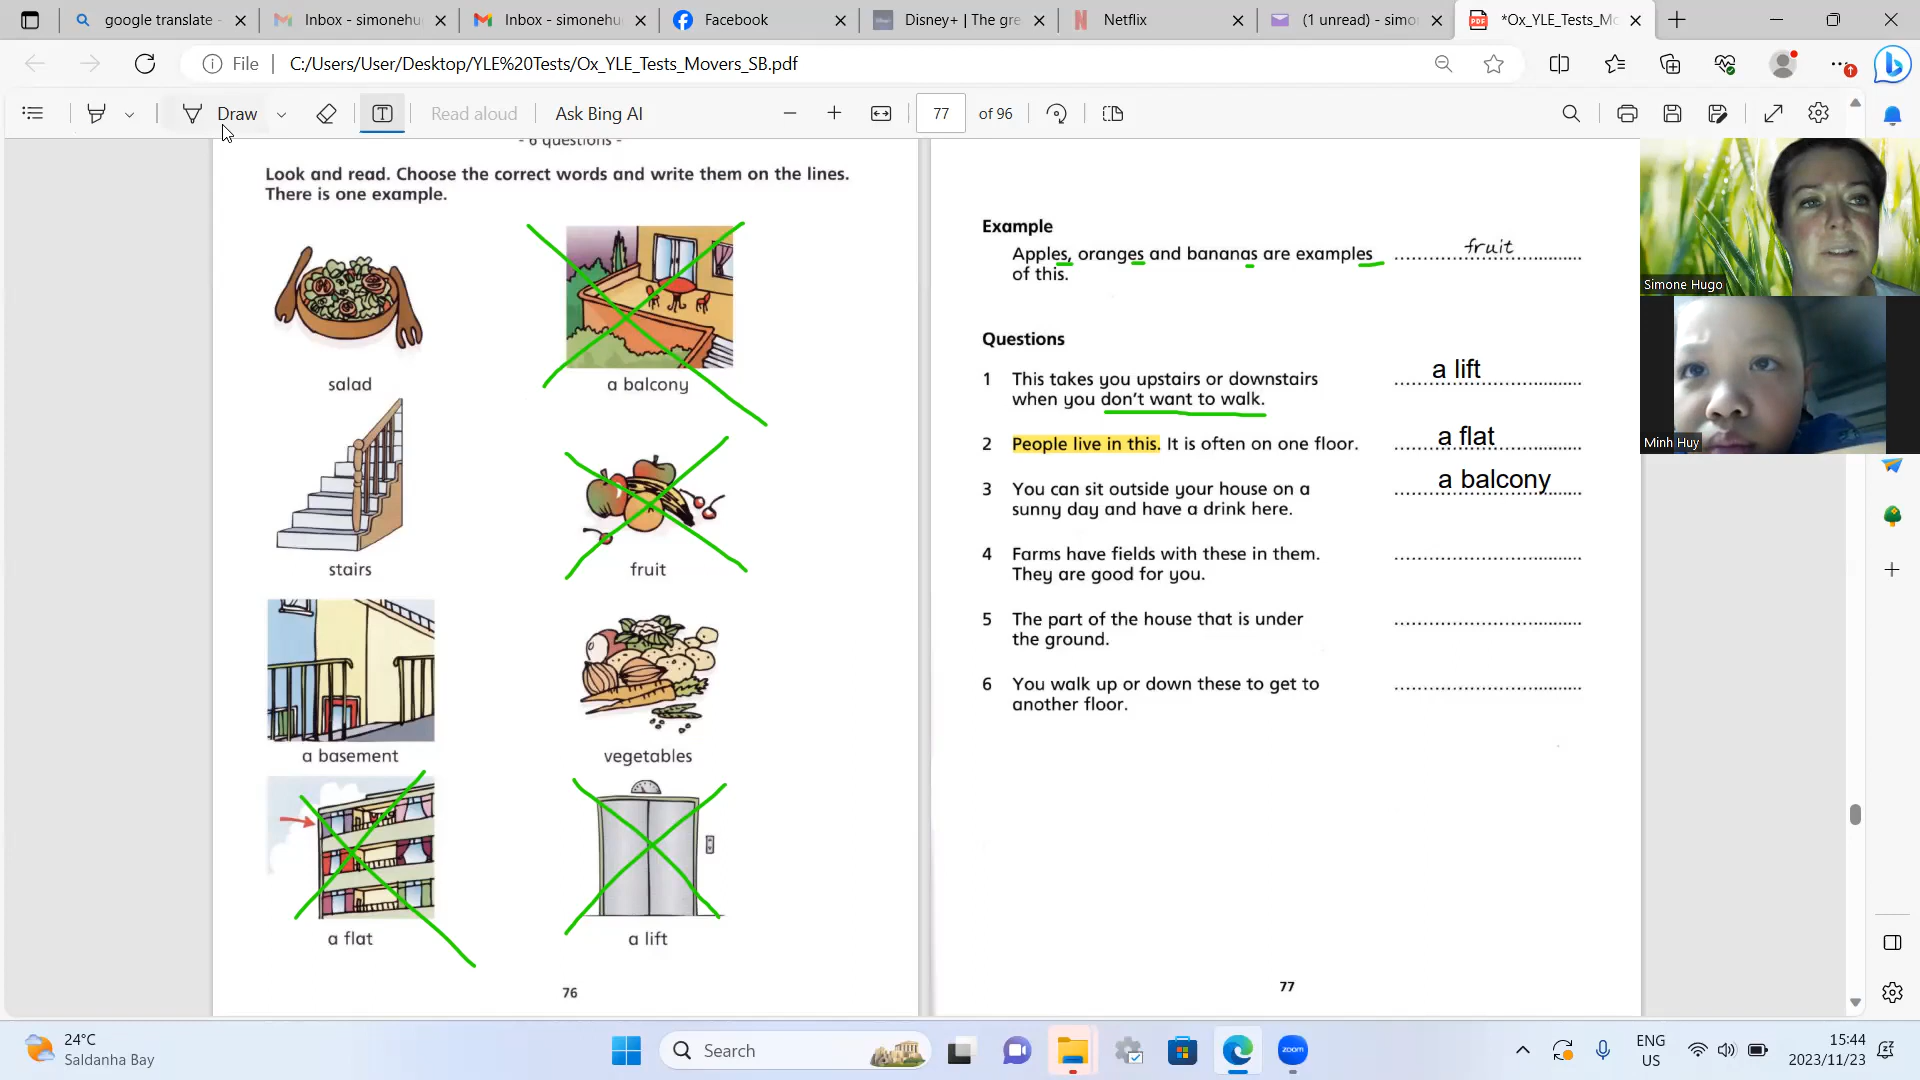 google translate -
Inbox - simonehu
Inbox - simonehu
Facebook
Disney+ | The gre
Netflix
(1 unread) - simo
*Ox_YLE_Tests_Mo
File
C:/Users/User/Desktop/YLE%20Tests/Ox_YLE_Tests_Movers_SB.pdf
Draw
Read aloud
Ask Bing AI
77
of 96
- 6 questions -
Look and read. Choose the correct words and write them on the lines.
There is one example.
salad
a balcony
stairs
fruit
a basement
vegetables
a flat
a lift
76
Example
Apples, oranges and bananas are examples
of this.
fruit
Questions
1 This takes you upstairs or downstairs
when you don't want to walk.
a lift
2 People live in this. It is often on one floor.
a flat
3 You can sit outside your house on a
sunny day and have a drink here.
a balcony
4 Farms have fields with these in them.
They are good for you.
5 The part of the house that is under
the ground.
6 You walk up or down these to get to
another floor.
77
Simone Hugo
Minh Huy
24°C
Saldanha Bay
Search
zoom
ENG
US
15:44
2023/11/23